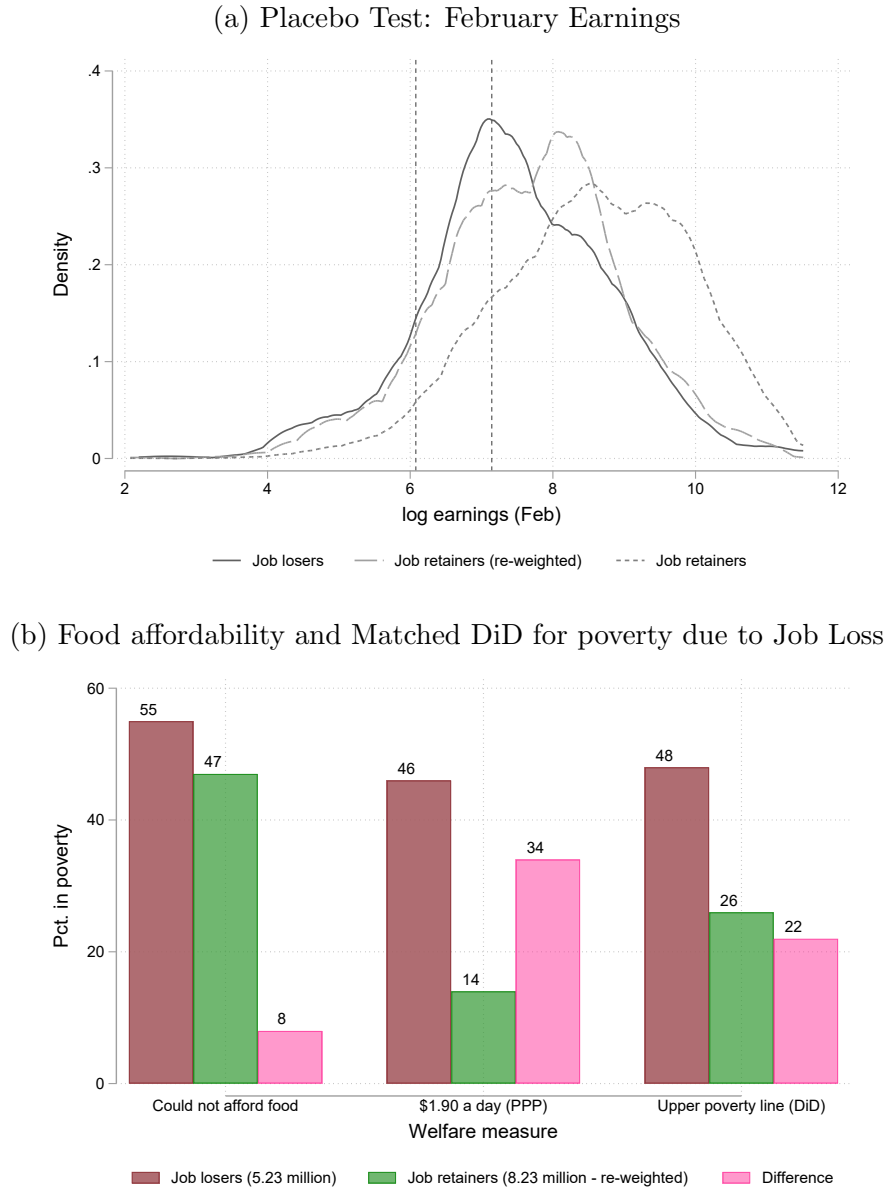 (a) Placebo Test: February Earnings
.4
.3
.2
.1
0
Density
2 4 6 8 10 12
log earnings (Feb)
Job losers Job retainers (re-weighted) Job retainers
(b) Food affordability and Matched DiD for poverty due to Job Loss
60
40
20
0
Pct. in poverty
55 47 8 46 14 34 48 26 22
Could not afford food $1.90 a day (PPP) Upper poverty line (DiD)
Welfare measure
Job losers (5.23 million) Job retainers (8.23 million - re-weighted) Difference